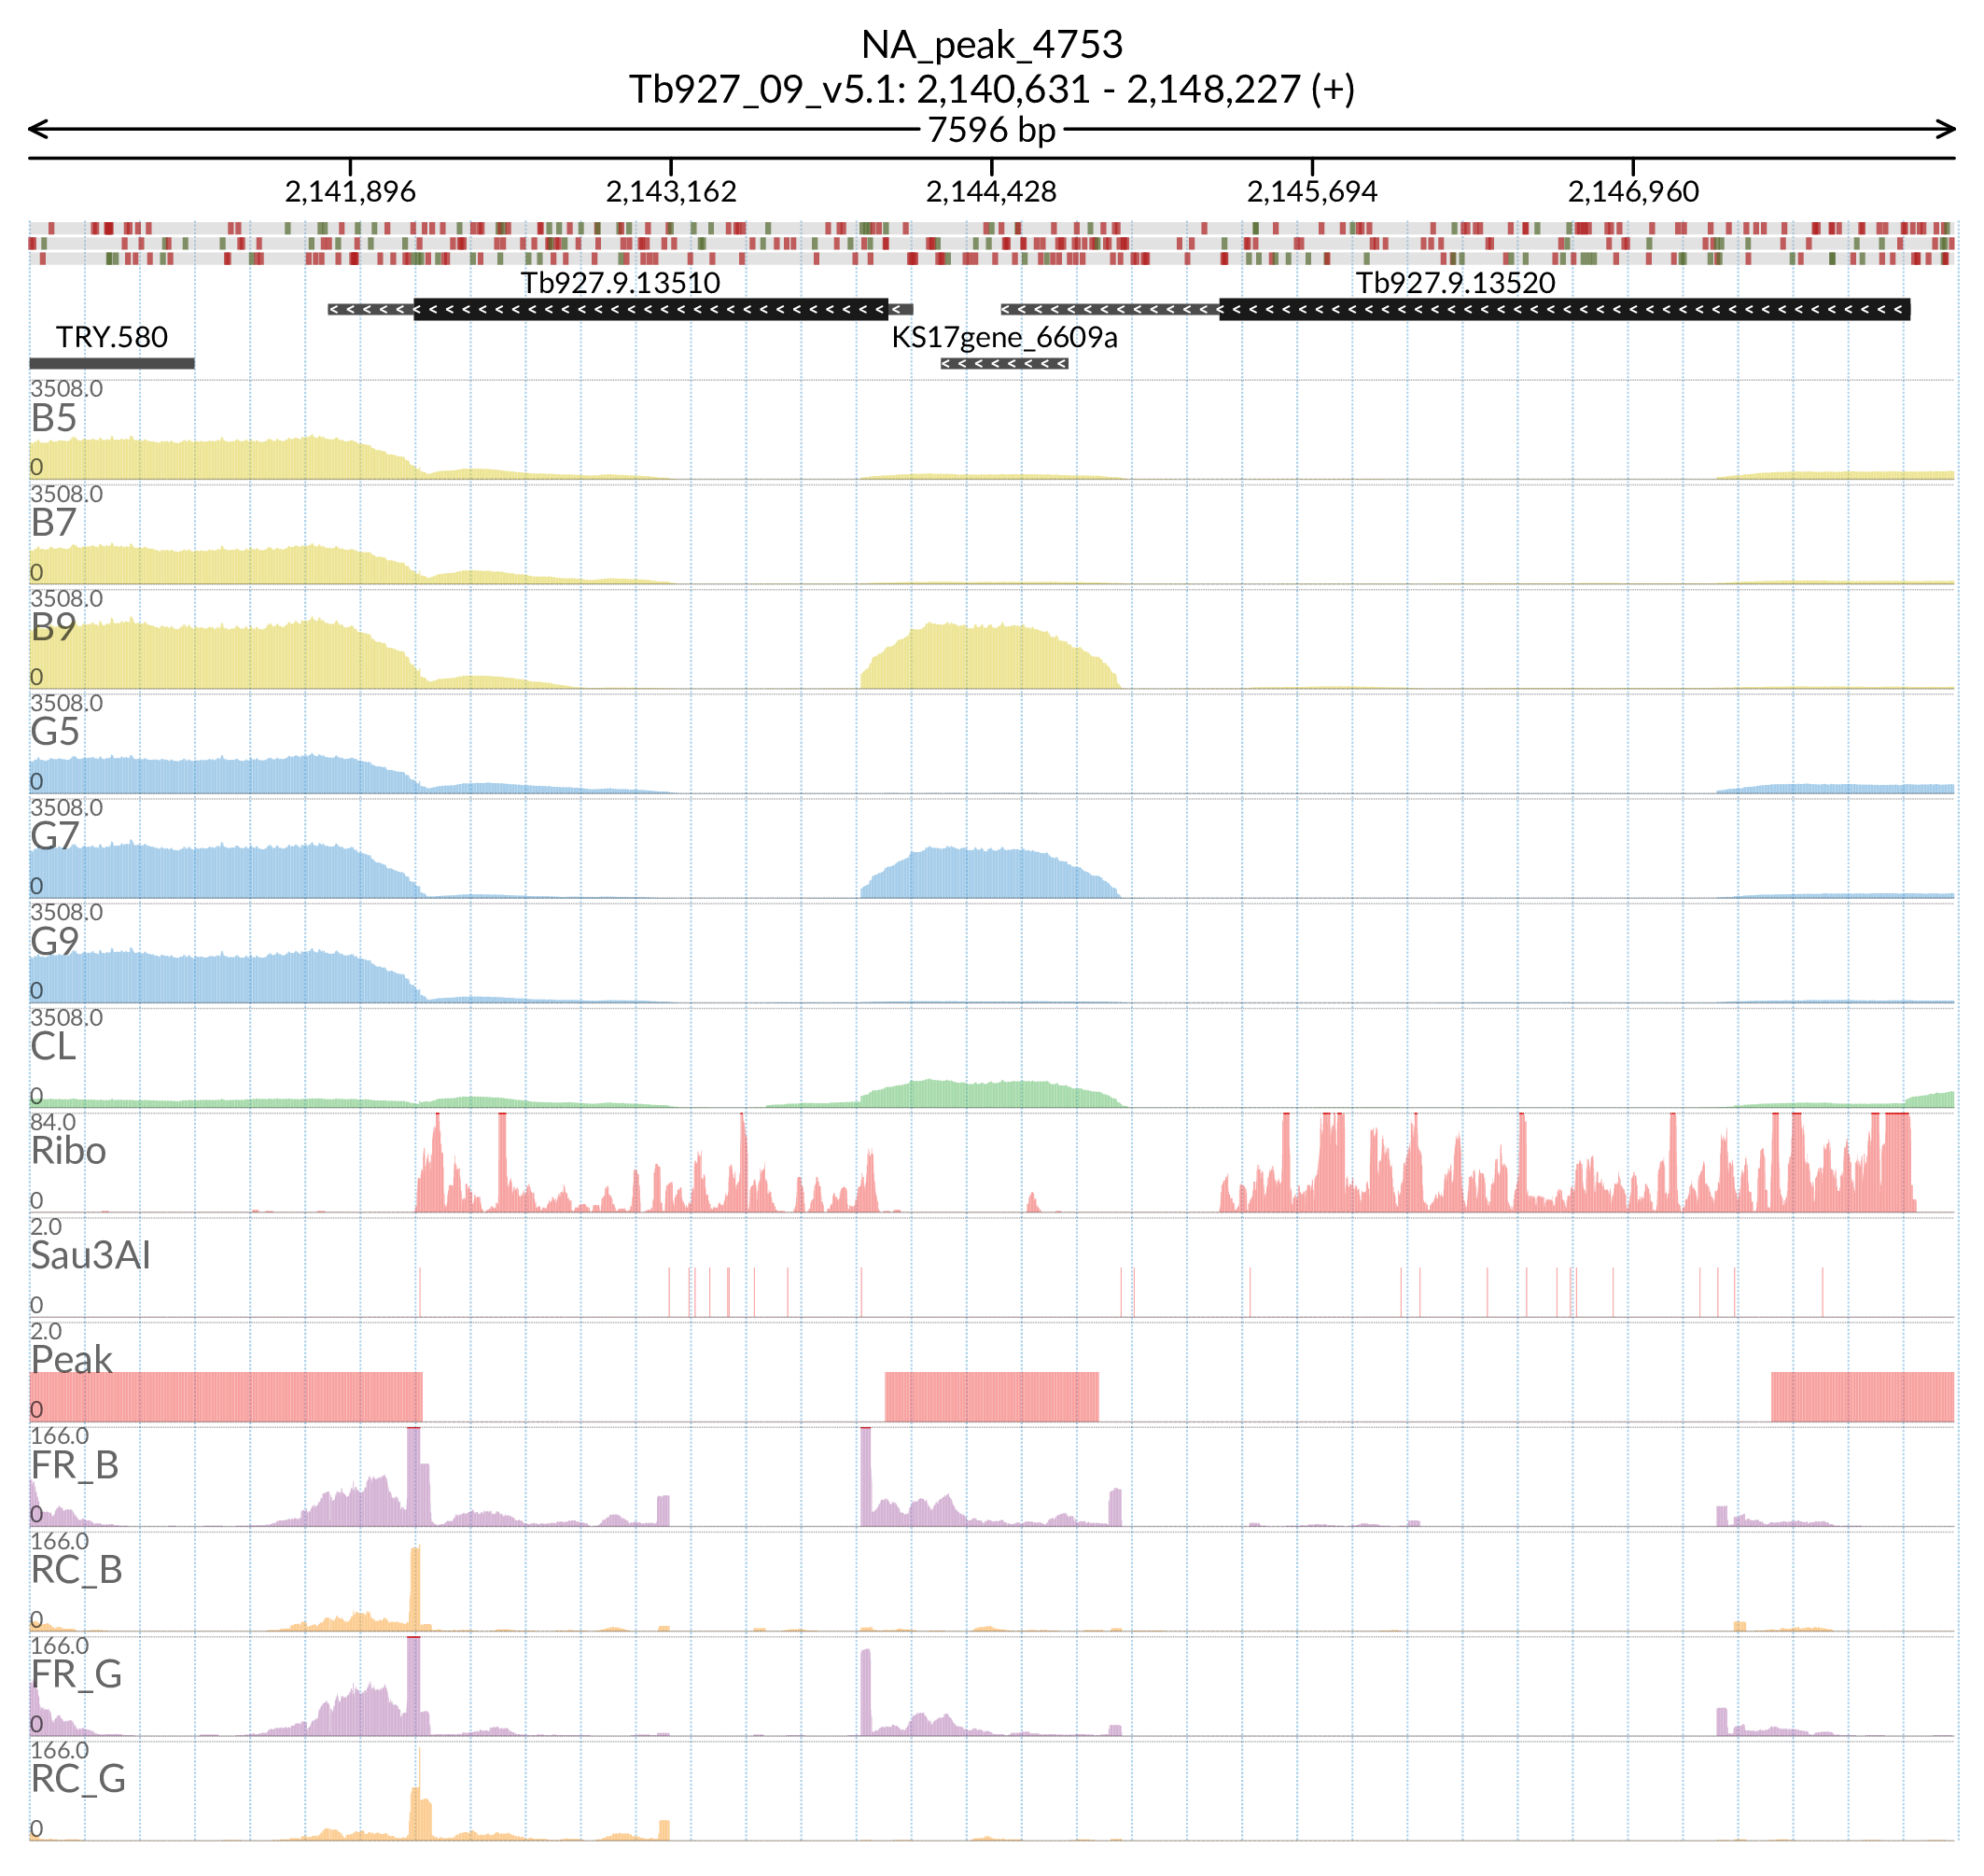 NA_peak_4753
Tb927_09_v5.1: 2,140,631 - 2,148,227 (+)
7596 bp
2,141,896 2,143,162 2,144,428 2,145,694 2,146,960
Tb927.9.13510 Tb927.9.13520
TRY.580 KS17gene_6609a
3508.0
B5
0
3508.0
B7
0
3508.0
B9
0
3508.0
G5
0
3508.0
G7
0
3508.0
G9
0
3508.0
CL
0
84.0
Ribo
0
2.0
Sau3AI
0
2.0
Peak
0
166.0
FR_B
0
166.0
RC_B
0
166.0
FR_G
0
166.0
RC_G
0